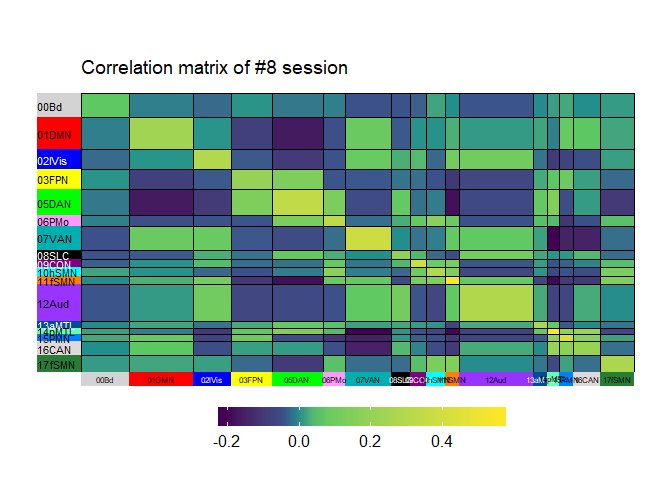 Correlation matrix of #8 session
00Bd
01DMN
02lVis
03FPN
05DAN
06PMo
07VAN
08SLC
09CON
10hSMN
11fSMN
12Aud
13aMTL
14pMTL
15PMN
16CAN
17fSMN
00Bd 01DMN 02lVis 03FPN 05DAN 06PMo 07VAN 12Aud 17fSMN
-0.2 0.0 0.2 0.4